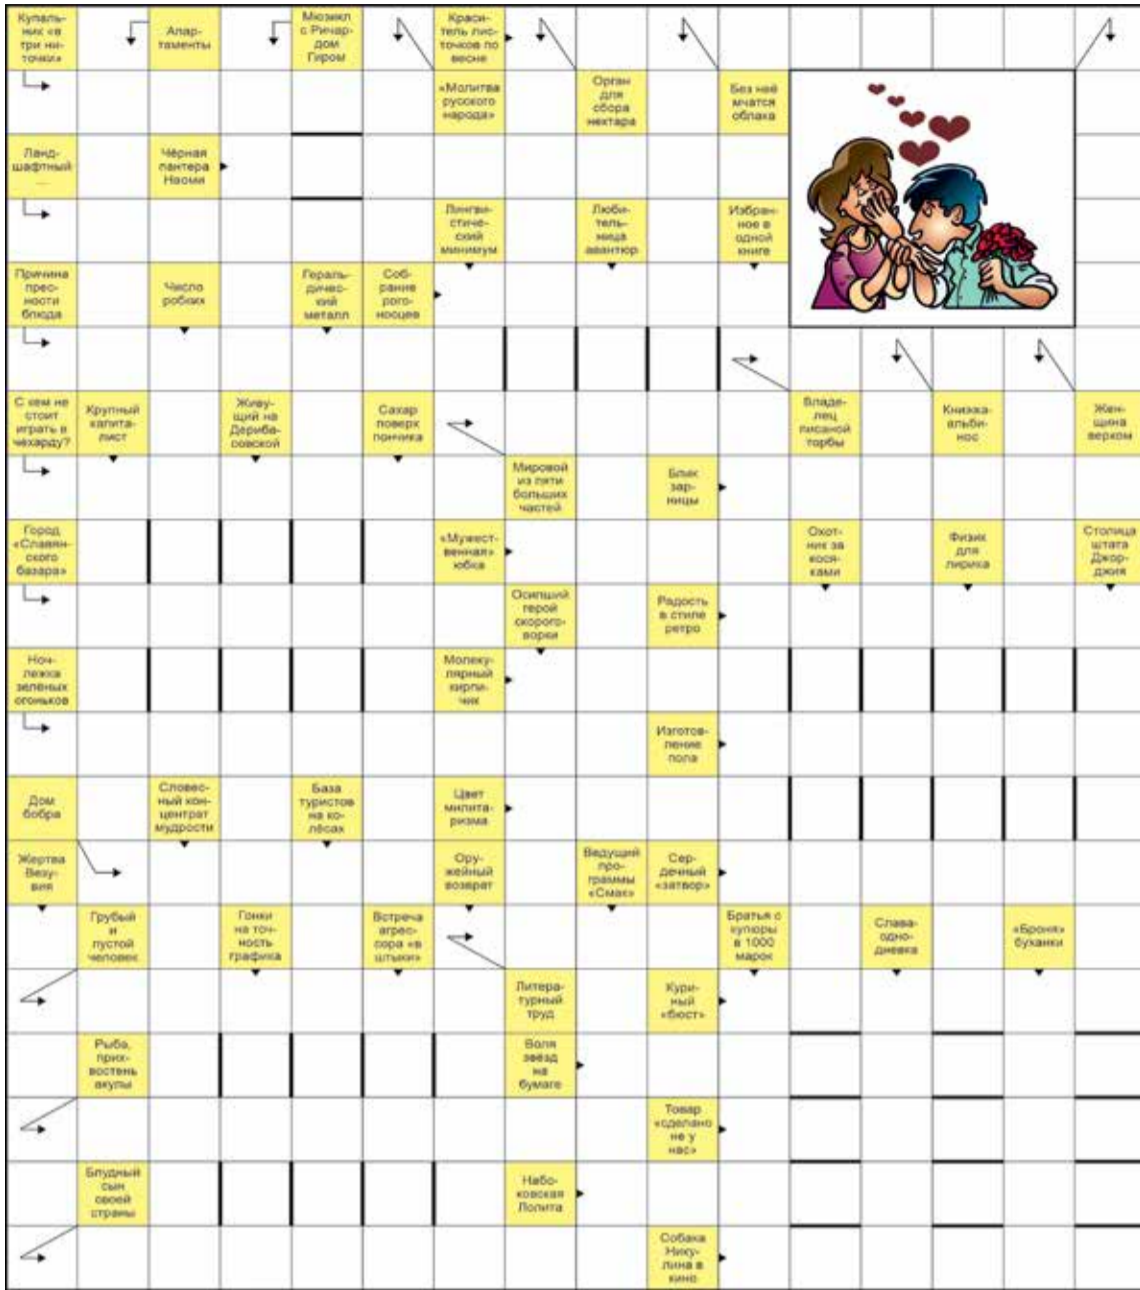 Купаль-
ник «в
три ни-
точки»
Апар-
таменты
Мюзикл
с Ричар-
дом
Гиром
Краси-
тель лис-
точков по
весне
«Молитва
русского
народа»
Орган
для
сбора
нектара
Без неё
мчатся
облака
Ланд-
шафтный
...
Чёрная
пантера
Наоми
Лингви-
стиче-
ский
минимум
Люби-
тель-
ница
авантюр
Избран-
ное в
одной
книге
Причина
прес-
ности
блюда
Число
робких
Гераль-
дичес-
кий
металл
Соб-
рание
рого-
носцев
С кем не
стоит
играть в
чехарду?
Крупный
капита-
лист
Живу-
щий на
Дериба-
совской
Сахар
поверх
пончика
Владе-
лец
писаной
торбы
Книжка-
альби-
нос
Жен-
щина
верхом
Мировой
из пяти
больших
частей
Блик
зар-
ницы
Город
«Славян-
ского
базара»
«Мужест-
венная»
юбка
Охот-
ник за
кося-
ками
Физик
для
лирика
Столица
штата
Джор-
джия
Осипший
герой
скорого-
ворки
Радость
в стиле
ретро
Ноч-
лежка
зелёных
огоньков
Молеку-
лярный
кирпи-
чик
Изготов-
ление
пола
Дом
бобра
Словес-
ный кон-
центрат
мудрости
База
туристов
на ко-
лёсах
Цвет
милита-
ризма
Жертва
Везу-
вия
Ору-
жейный
возврат
Ведущий
про-
граммы
«Смак»
Сер-
дечный
«затвор»
Грубый
и
пустой
человек
Гонки
на точ-
ность
графика
Встреча
агрес-
сора «в
штыки»
Братья с
купюры
в 1000
марок
Слава-
одно-
дневка
«Броня»
буханки
Литера-
турный
труд
Кури-
ный
«бюст»
Рыба,
прих-
востень
акулы
Воля
звёзд
на
бумаге
Товар
«сделано
не у
нас»
Блудный
сын
своей
страны
Набо-
ковская
Лолита
Собака
Нику-
лина в
кино